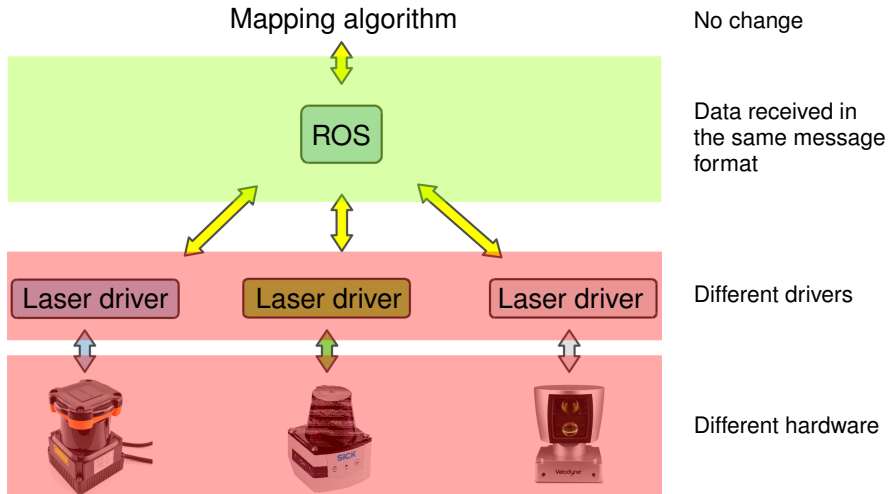 Mapping algorithm
No change
ROS
Data received in
the same message
format
Laser driver
Laser driver
Laser driver
Different drivers
SICK
Velodyne
Different hardware